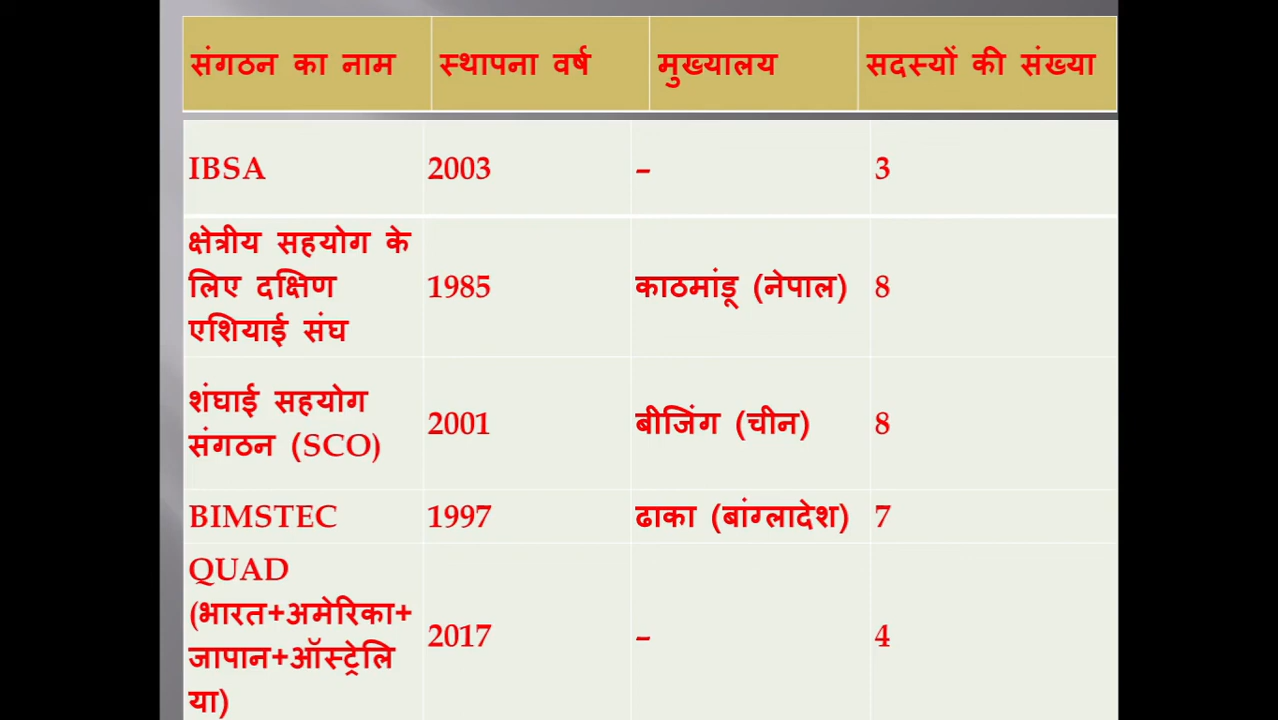 संगठन का नाम स्थापना वर्ष मुख्यालय सदस्यों की संख्या
IBSA 2003 – 3
क्षेत्रीय सहयोग के
लिए दक्षिण 1985 काठमांडू (नेपाल) 8
एशियाई संघ
शंघाई सहयोग
संगठन (SCO) 2001 बीजिंग (चीन) 8
BIMSTEC 1997 ढाका (बांग्लादेश) 7
QUAD
(भारत+अमेरिका+
जापान+ऑस्ट्रेलि 2017 – 4
या)